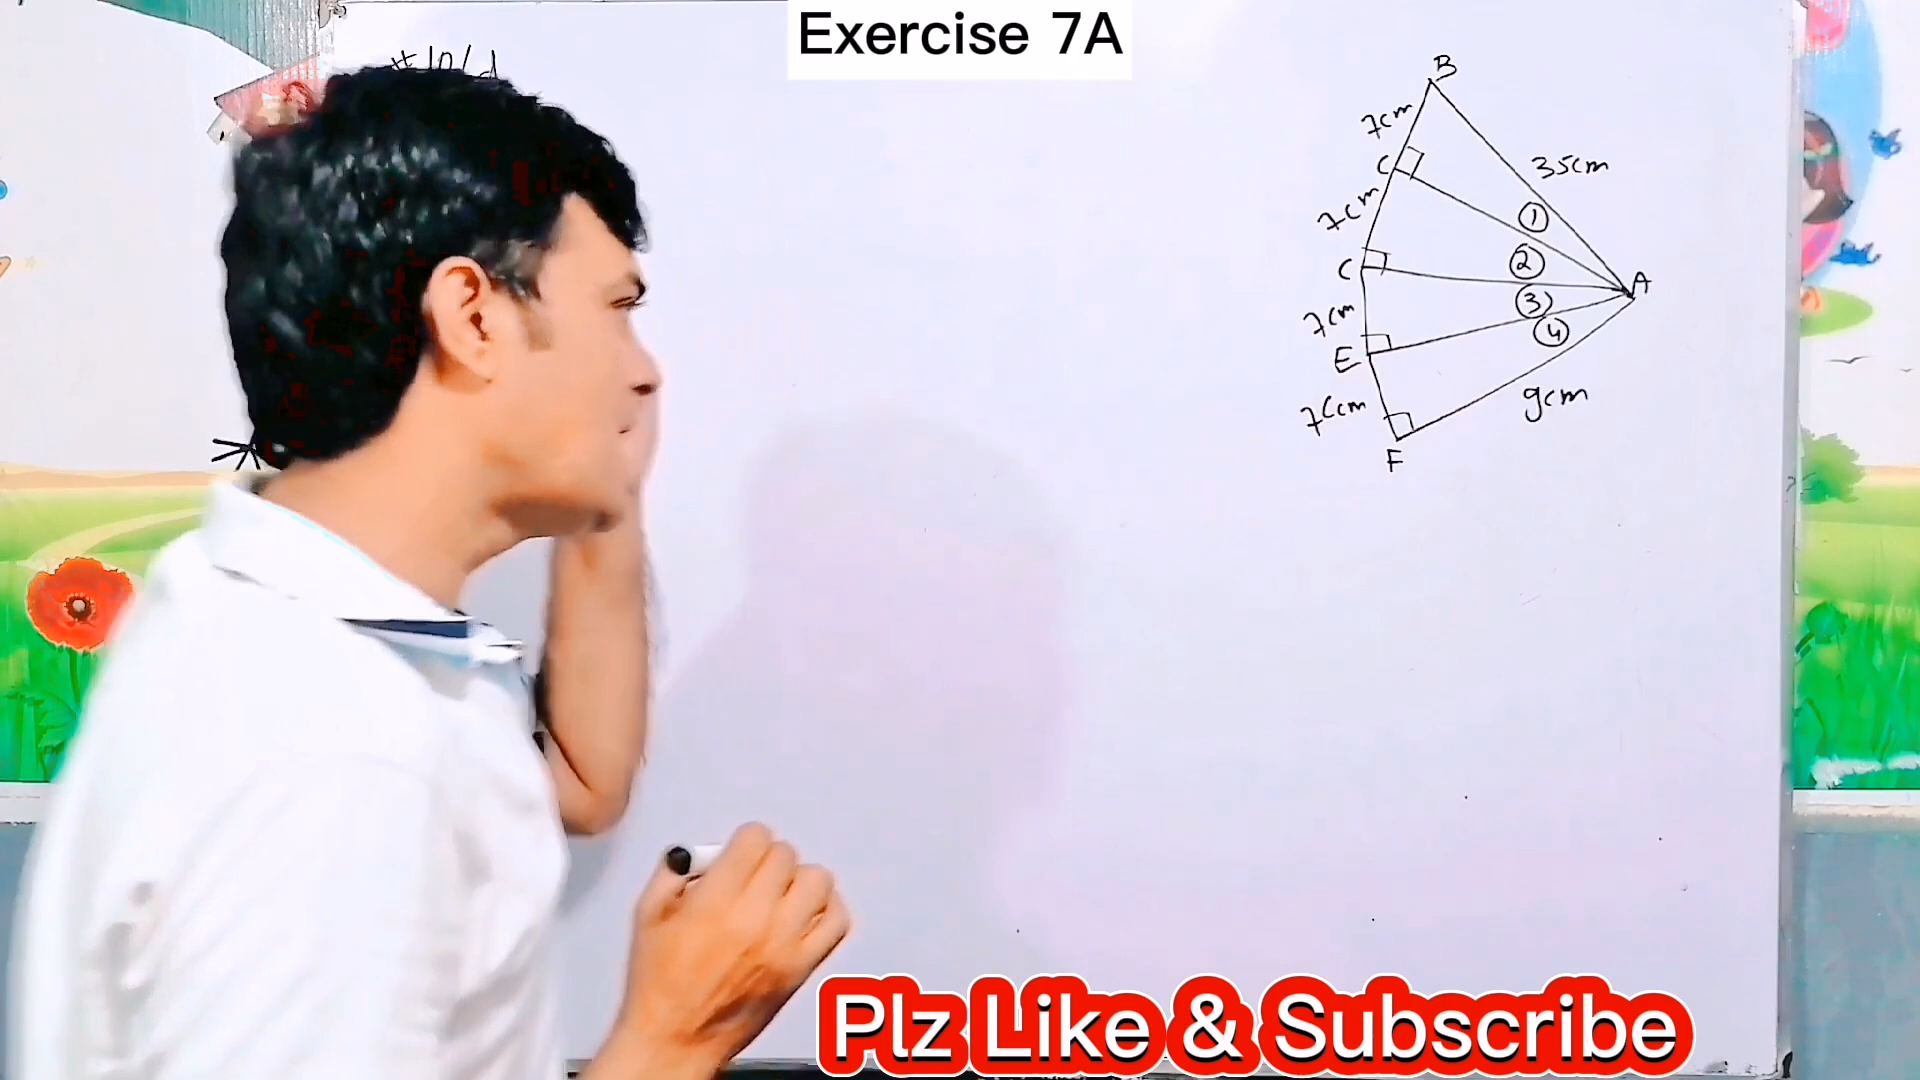 Exercise 7A
B
7cm
C
35cm
7cm
①
②
C
A
③
7cm
④
E
7cm
9cm
F
Plz Like & Subscribe